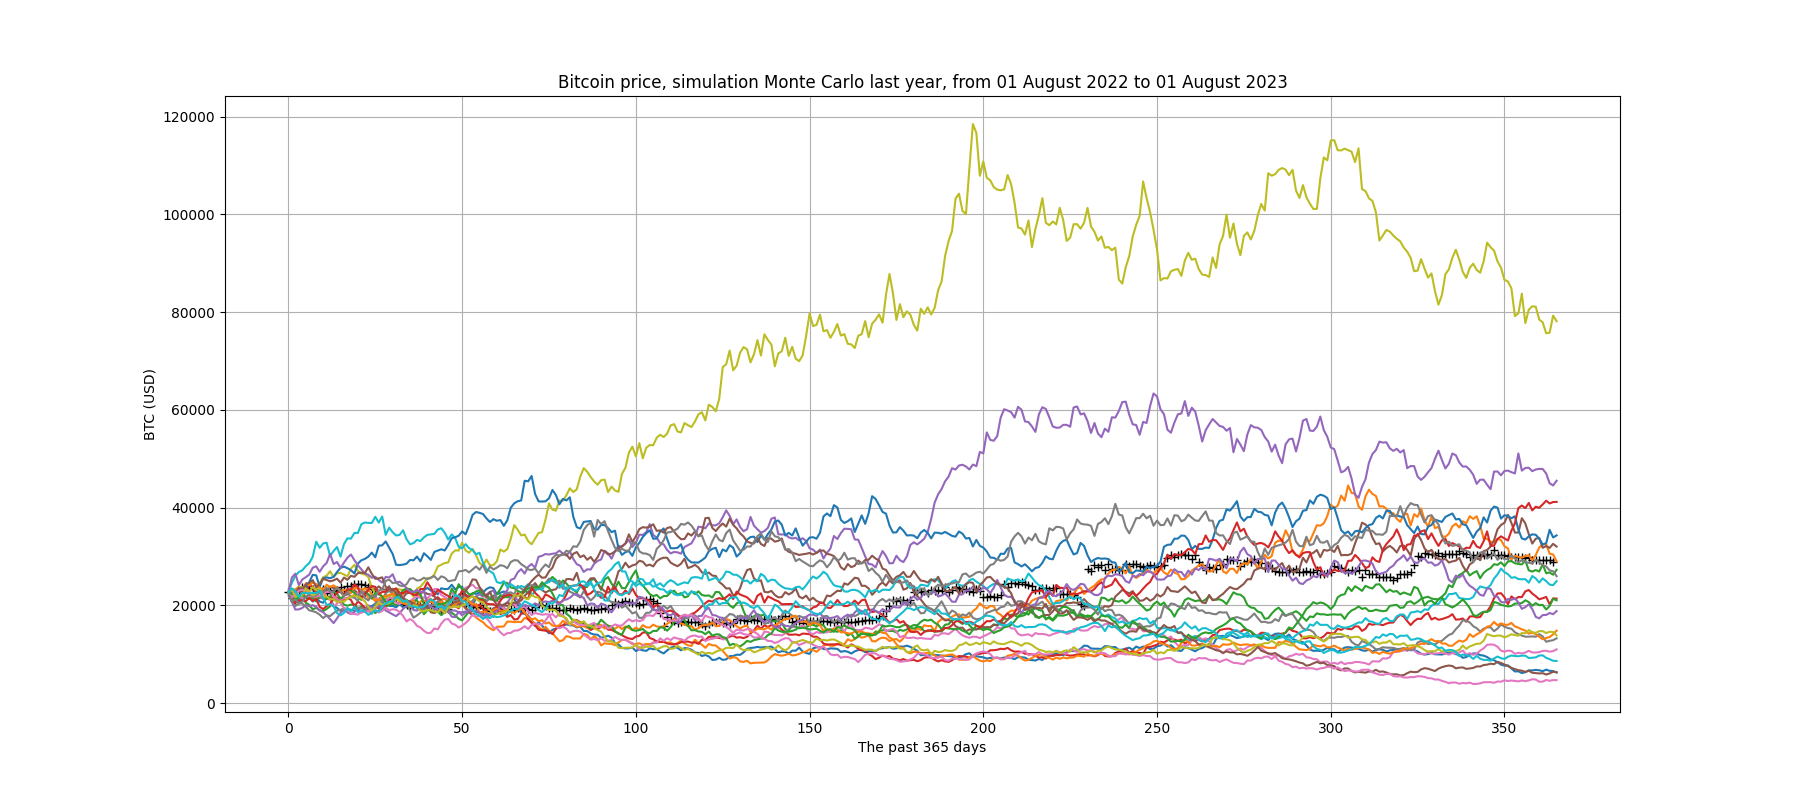 Bitcoin price, simulation Monte Carlo last year, from 01 August 2022 to 01 August 2023
120000
100000
80000
60000
40000
20000
0
BTC (USD)
0 50 100 150 200 250 300 350
The past 365 days